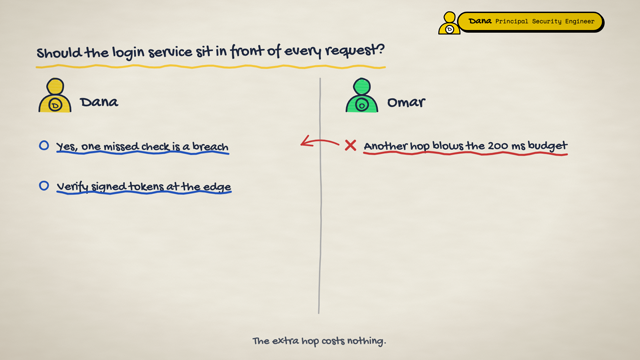 Dana Principal Security Engineer
D
Should the login service sit in front of every request?
D
Dana
O
Omar
Yes, one missed check is a breach
Another hop blows the 200 ms budget
Verify signed tokens at the edge
The extra hop costs nothing.